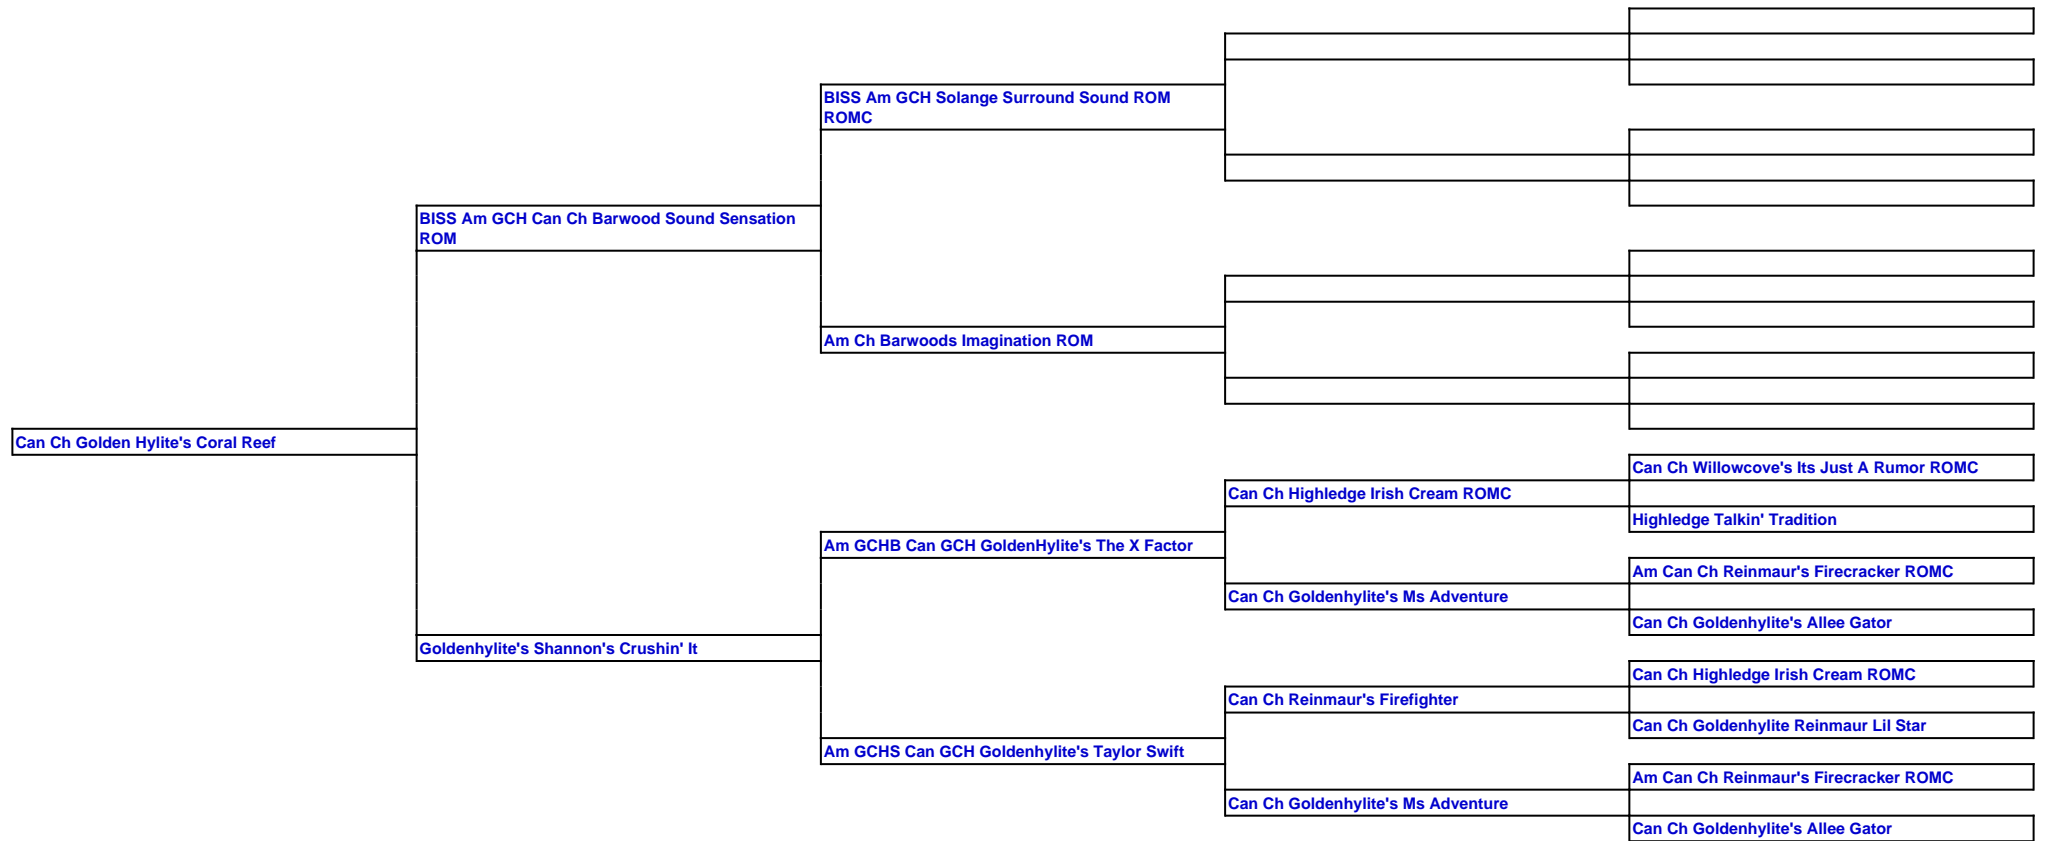 BISS Am GCH Solange Surround Sound ROM
ROMC
BISS Am GCH Can Ch Barwood Sound Sensation
ROM
Am Ch Barwoods Imagination ROM
Can Ch Golden Hylite's Coral Reef
Can Ch Willowcove's Its Just A Rumor ROMC
Can Ch Highledge Irish Cream ROMC
Highledge Talkin' Tradition
Am GCHB Can GCH GoldenHylite's The X Factor
Am Can Ch Reinmaur's Firecracker ROMC
Can Ch Goldenhylite's Ms Adventure
Can Ch Goldenhylite's Allee Gator
Goldenhylite's Shannon's Crushin' It
Can Ch Highledge Irish Cream ROMC
Can Ch Reinmaur's Firefighter
Can Ch Goldenhylite Reinmaur Lil Star
Am GCHS Can GCH Goldenhylite's Taylor Swift
Am Can Ch Reinmaur's Firecracker ROMC
Can Ch Goldenhylite's Ms Adventure
Can Ch Goldenhylite's Allee Gator